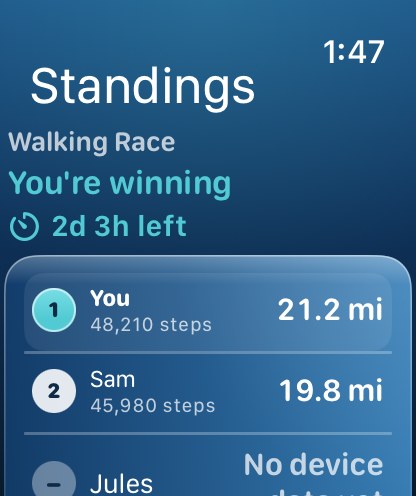 1:47
Standings
Walking Race
You're winning
2d 3h left
1 You 21.2 mi
48,210 steps
2 Sam 19.8 mi
45,980 steps
– Jules No device